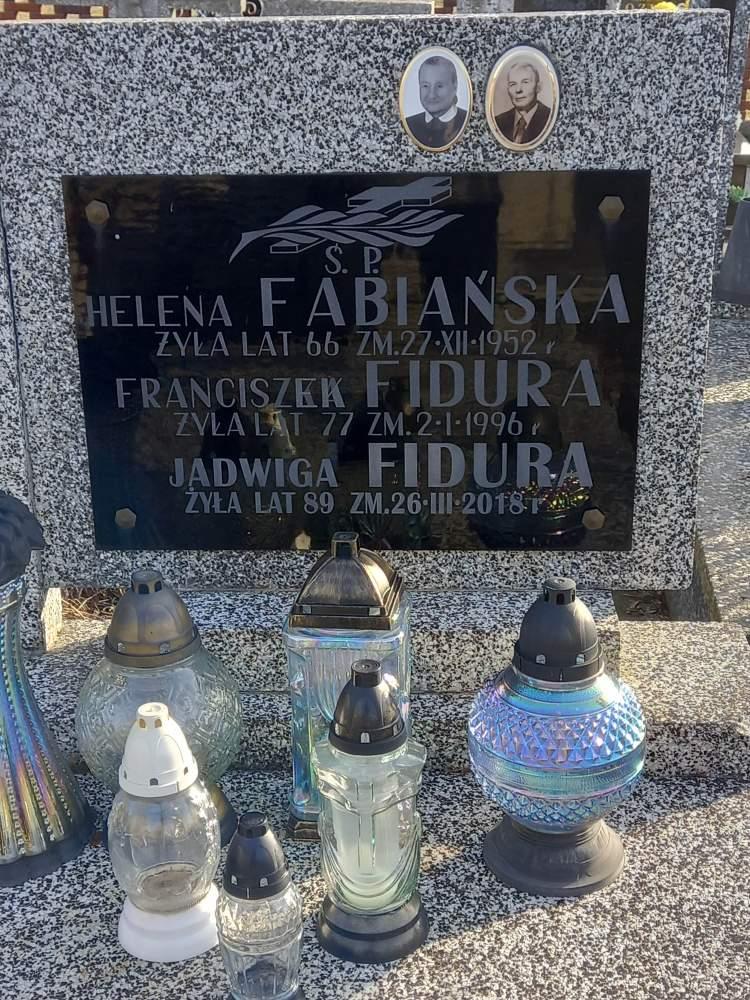 Ś. P.
HELENA FABIAŃSKA
ŻYŁA LAT 66 ZM. 27·XII·1952 r
FRANCISZEK FIDURA
ŻYŁA LAT 77 ZM. 2·I·1996 r
JADWIGA FIDURA
ŻYŁA LAT 89 ZM. 26·III·2018 r